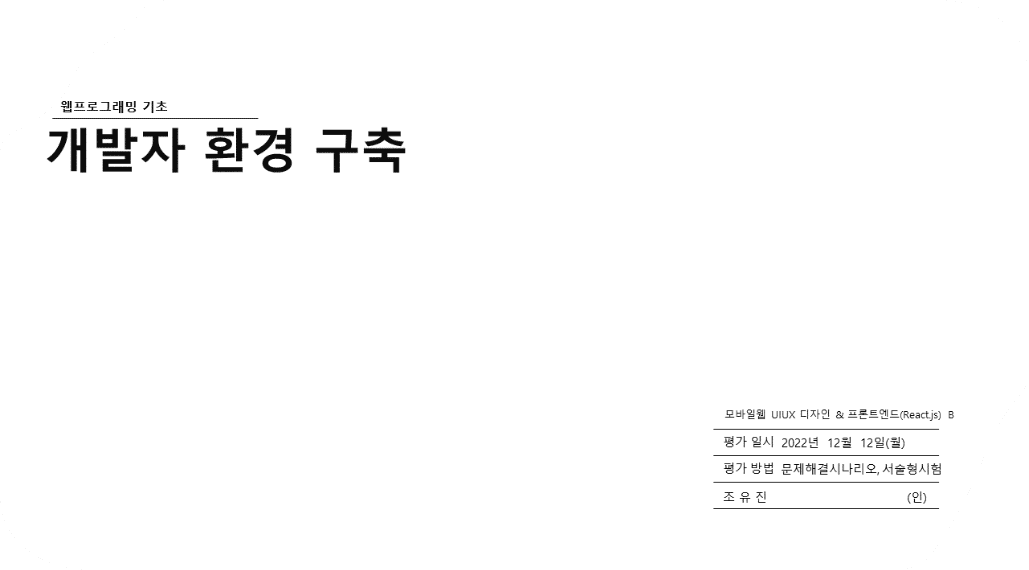 웹프로그래밍 기초
개발자 환경 구축
모바일웹 UIUX 디자인 & 프론트엔드(React.js) B
평가 일시 2022년 12월 12일(월)
평가 방법 문제해결시나리오, 서술형시험
조 유 진 (인)